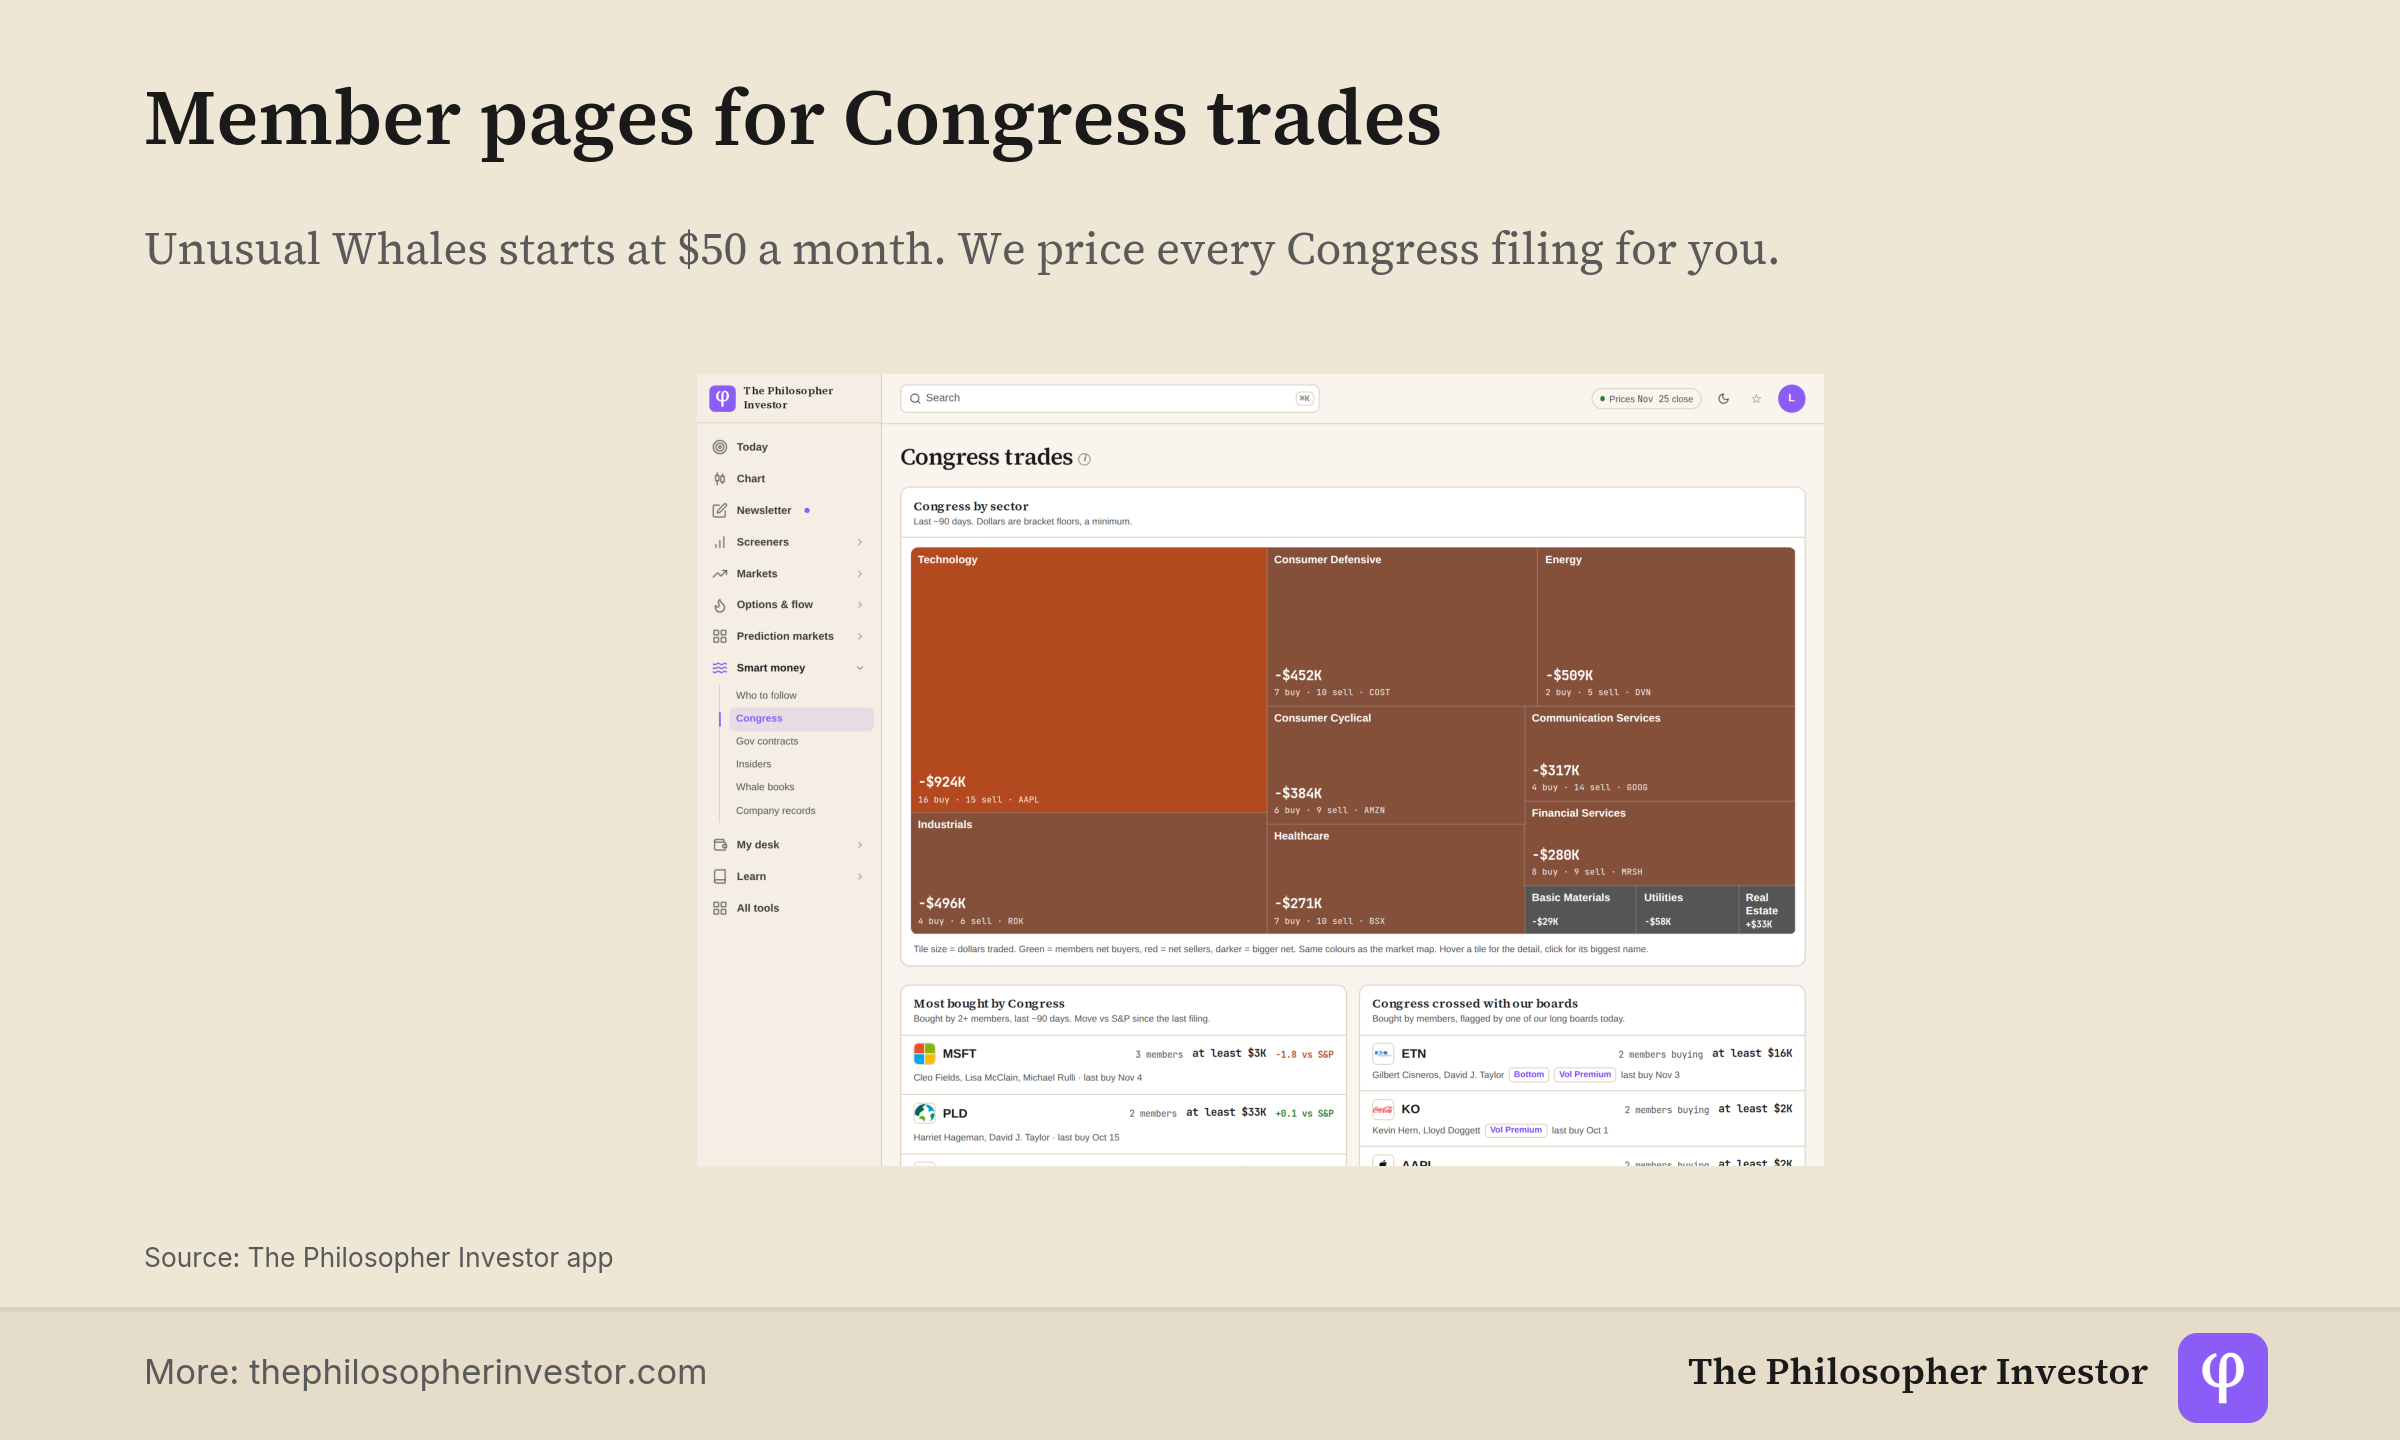 Member pages for Congress trades
Unusual Whales starts at $50 a month. We price every Congress filing for you.
The Philosopher
Investor
Search
⌘K
Prices Nov 25 close
L
Today
Chart
Newsletter
Screeners
Markets
Options & flow
Prediction markets
Smart money
Who to follow
Congress
Gov contracts
Insiders
Whale books
Company records
My desk
Learn
All tools
Congress trades
Congress by sector
Last ~90 days. Dollars are bracket floors, a minimum.
Technology
-$924K
16 buy · 15 sell · AAPL
Industrials
-$496K
4 buy · 6 sell · ROK
Consumer Defensive
-$452K
7 buy · 10 sell · COST
Energy
-$509K
2 buy · 5 sell · DVN
Consumer Cyclical
-$384K
6 buy · 9 sell · AMZN
Communication Services
-$317K
4 buy · 14 sell · GOOG
Healthcare
-$271K
7 buy · 10 sell · BSX
Financial Services
-$280K
8 buy · 9 sell · MRSH
Basic Materials
-$29K
Utilities
-$58K
Real
Estate
+$33K
Tile size = dollars traded. Green = members net buyers, red = net sellers, darker = bigger net. Same colours as the market map. Hover a tile for the detail, click for its biggest name.
Most bought by Congress
Bought by 2+ members, last ~90 days. Move vs S&P since the last filing.
MSFT
3 members at least $3K -1.8 vs S&P
Cleo Fields, Lisa McClain, Michael Rulli · last buy Nov 4
PLD
2 members at least $33K +0.1 vs S&P
Harriet Hageman, David J. Taylor · last buy Oct 15
Congress crossed with our boards
Bought by members, flagged by one of our long boards today.
ETN
2 members buying at least $16K
Gilbert Cisneros, David J. Taylor Bottom Vol Premium last buy Nov 3
KO
2 members buying at least $2K
Kevin Hern, Lloyd Doggett Vol Premium last buy Oct 1
AAPL
2 members buying at least $2K
Source: The Philosopher Investor app
More: thephilosopherinvestor.com
The Philosopher Investor
φ